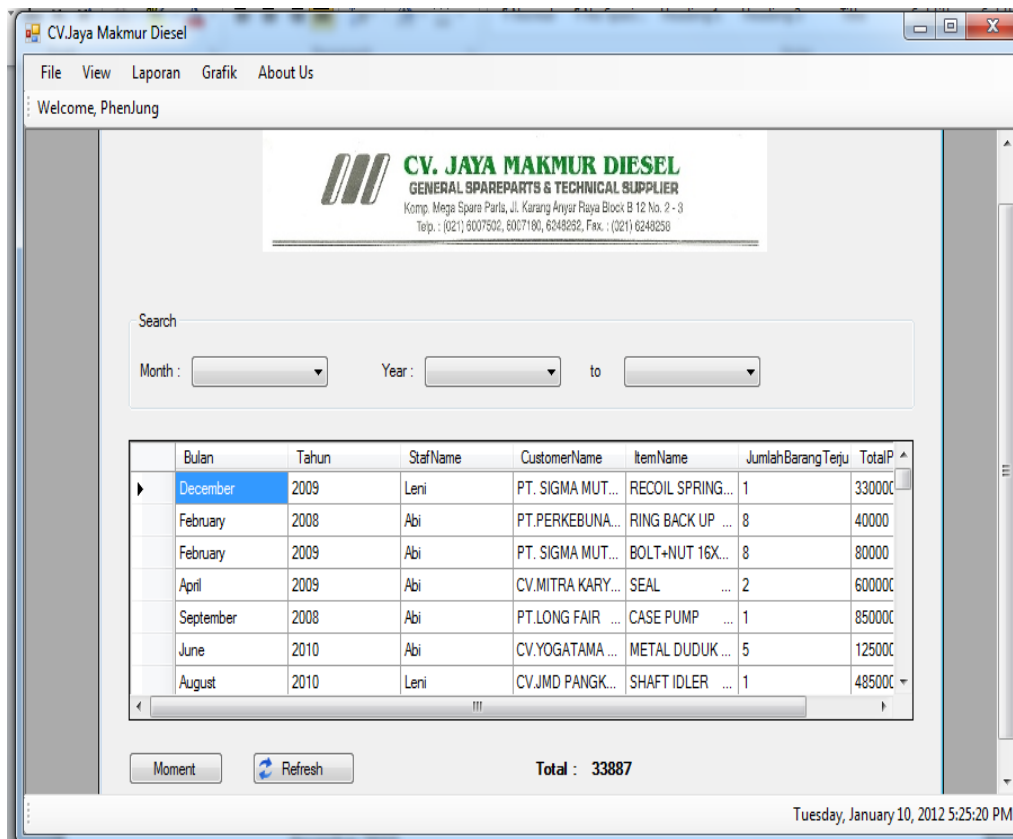 CV.Jaya Makmur Diesel
File View Laporan Grafik About Us
Welcome, PhenJung
CV. JAYA MAKMUR DIESEL
GENERAL SPAREPARTS & TECHNICAL SUPPLIER
Komp. Mega Spare Parts, Jl. Karang Anyar Raya Block B 12 No. 2 - 3
Telp. : (021) 6007502, 6007180, 6248262, Fax. : (021) 6248258
Search
Month : Year : to
Bulan Tahun StafName CustomerName ItemName JumlahBarangTerju TotalP
December 2009 Leni PT. SIGMA MUT... RECOIL SPRING... 1 330000
February 2008 Abi PT.PERKEBUNA... RING BACK UP ... 8 40000
February 2009 Abi PT. SIGMA MUT... BOLT+NUT 16X... 8 80000
April 2009 Abi CV.MITRA KARY... SEAL ... 2 600000
September 2008 Abi PT.LONG FAIR ... CASE PUMP ... 1 850000
June 2010 Abi CV.YOGATAMA ... METAL DUDUK ... 5 125000
August 2010 Leni CV.JMD PANGK... SHAFT IDLER ... 1 485000
Moment Refresh Total : 33887
Tuesday, January 10, 2012 5:25:20 PM